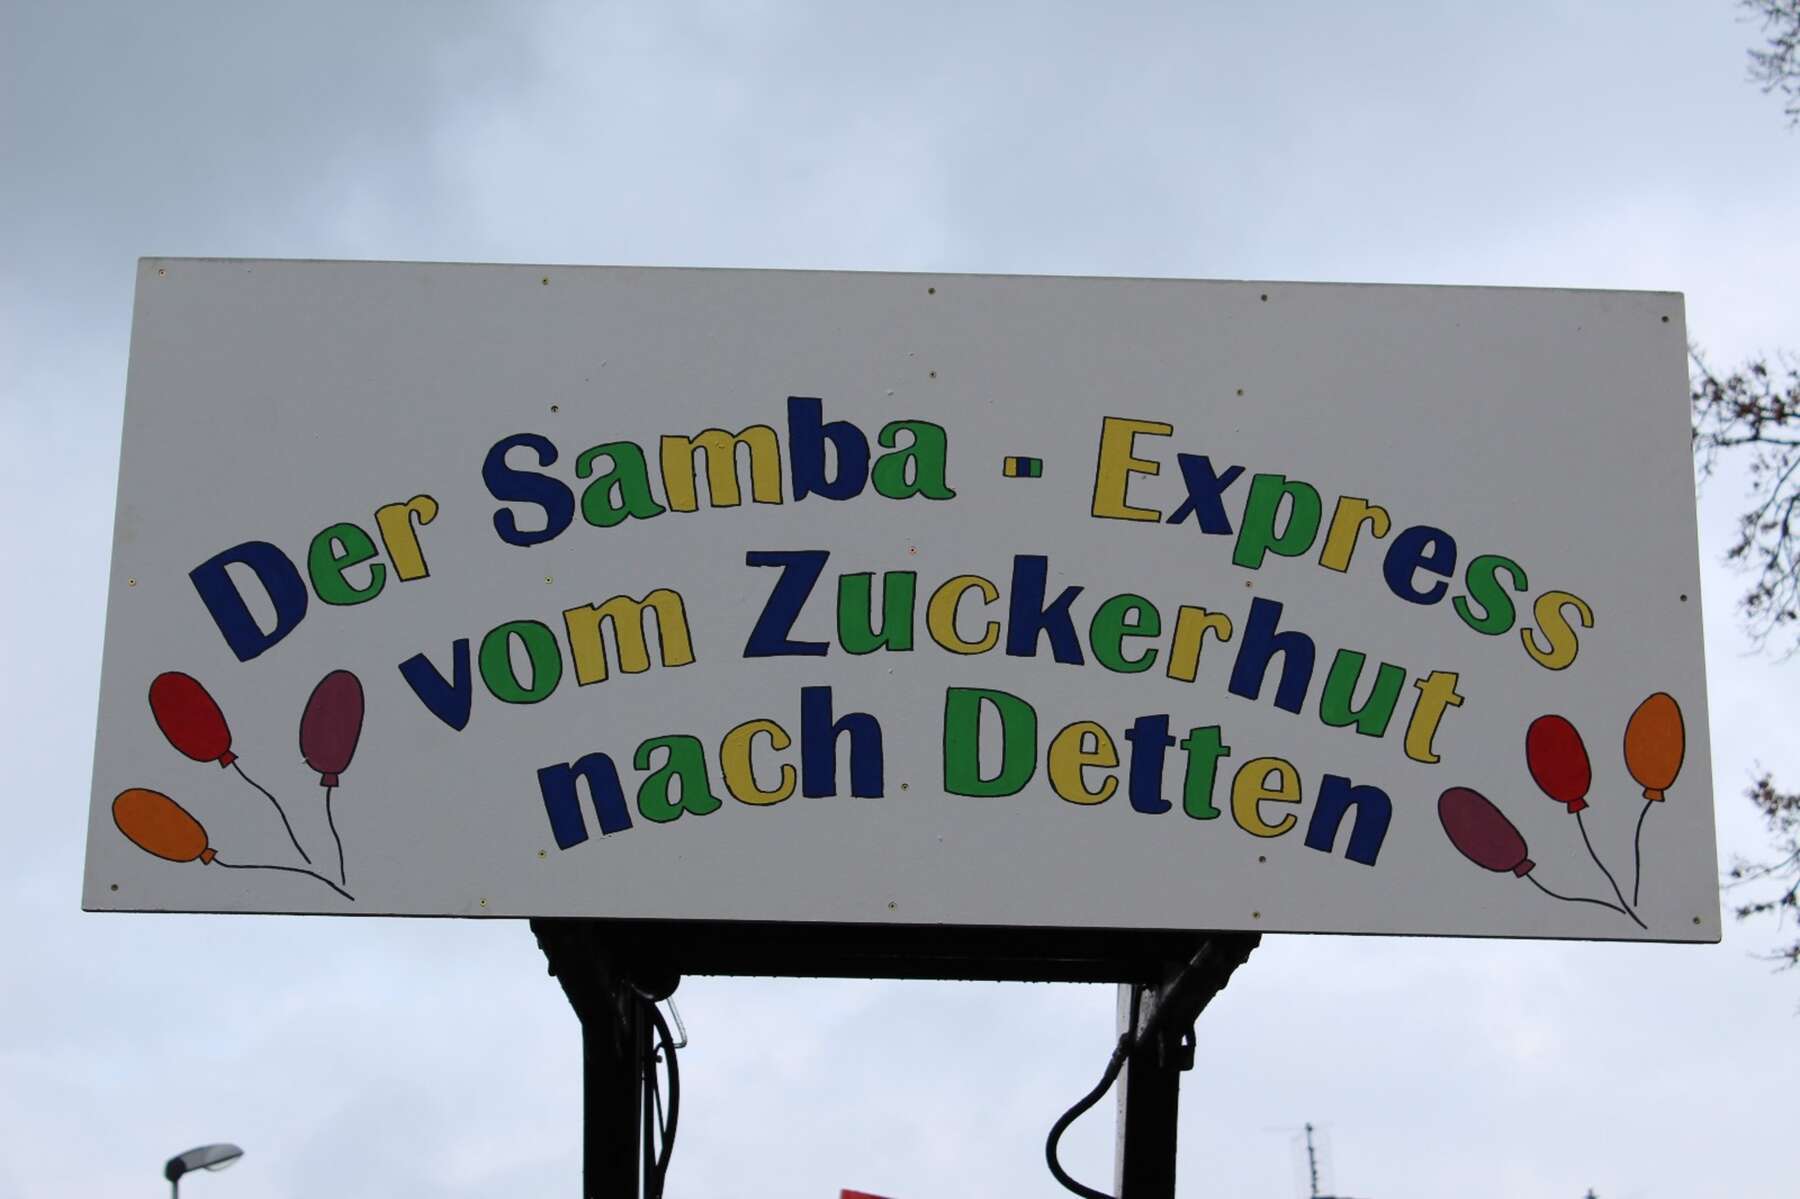 Der Samba - Express
vom Zuckerhut
nach Detten